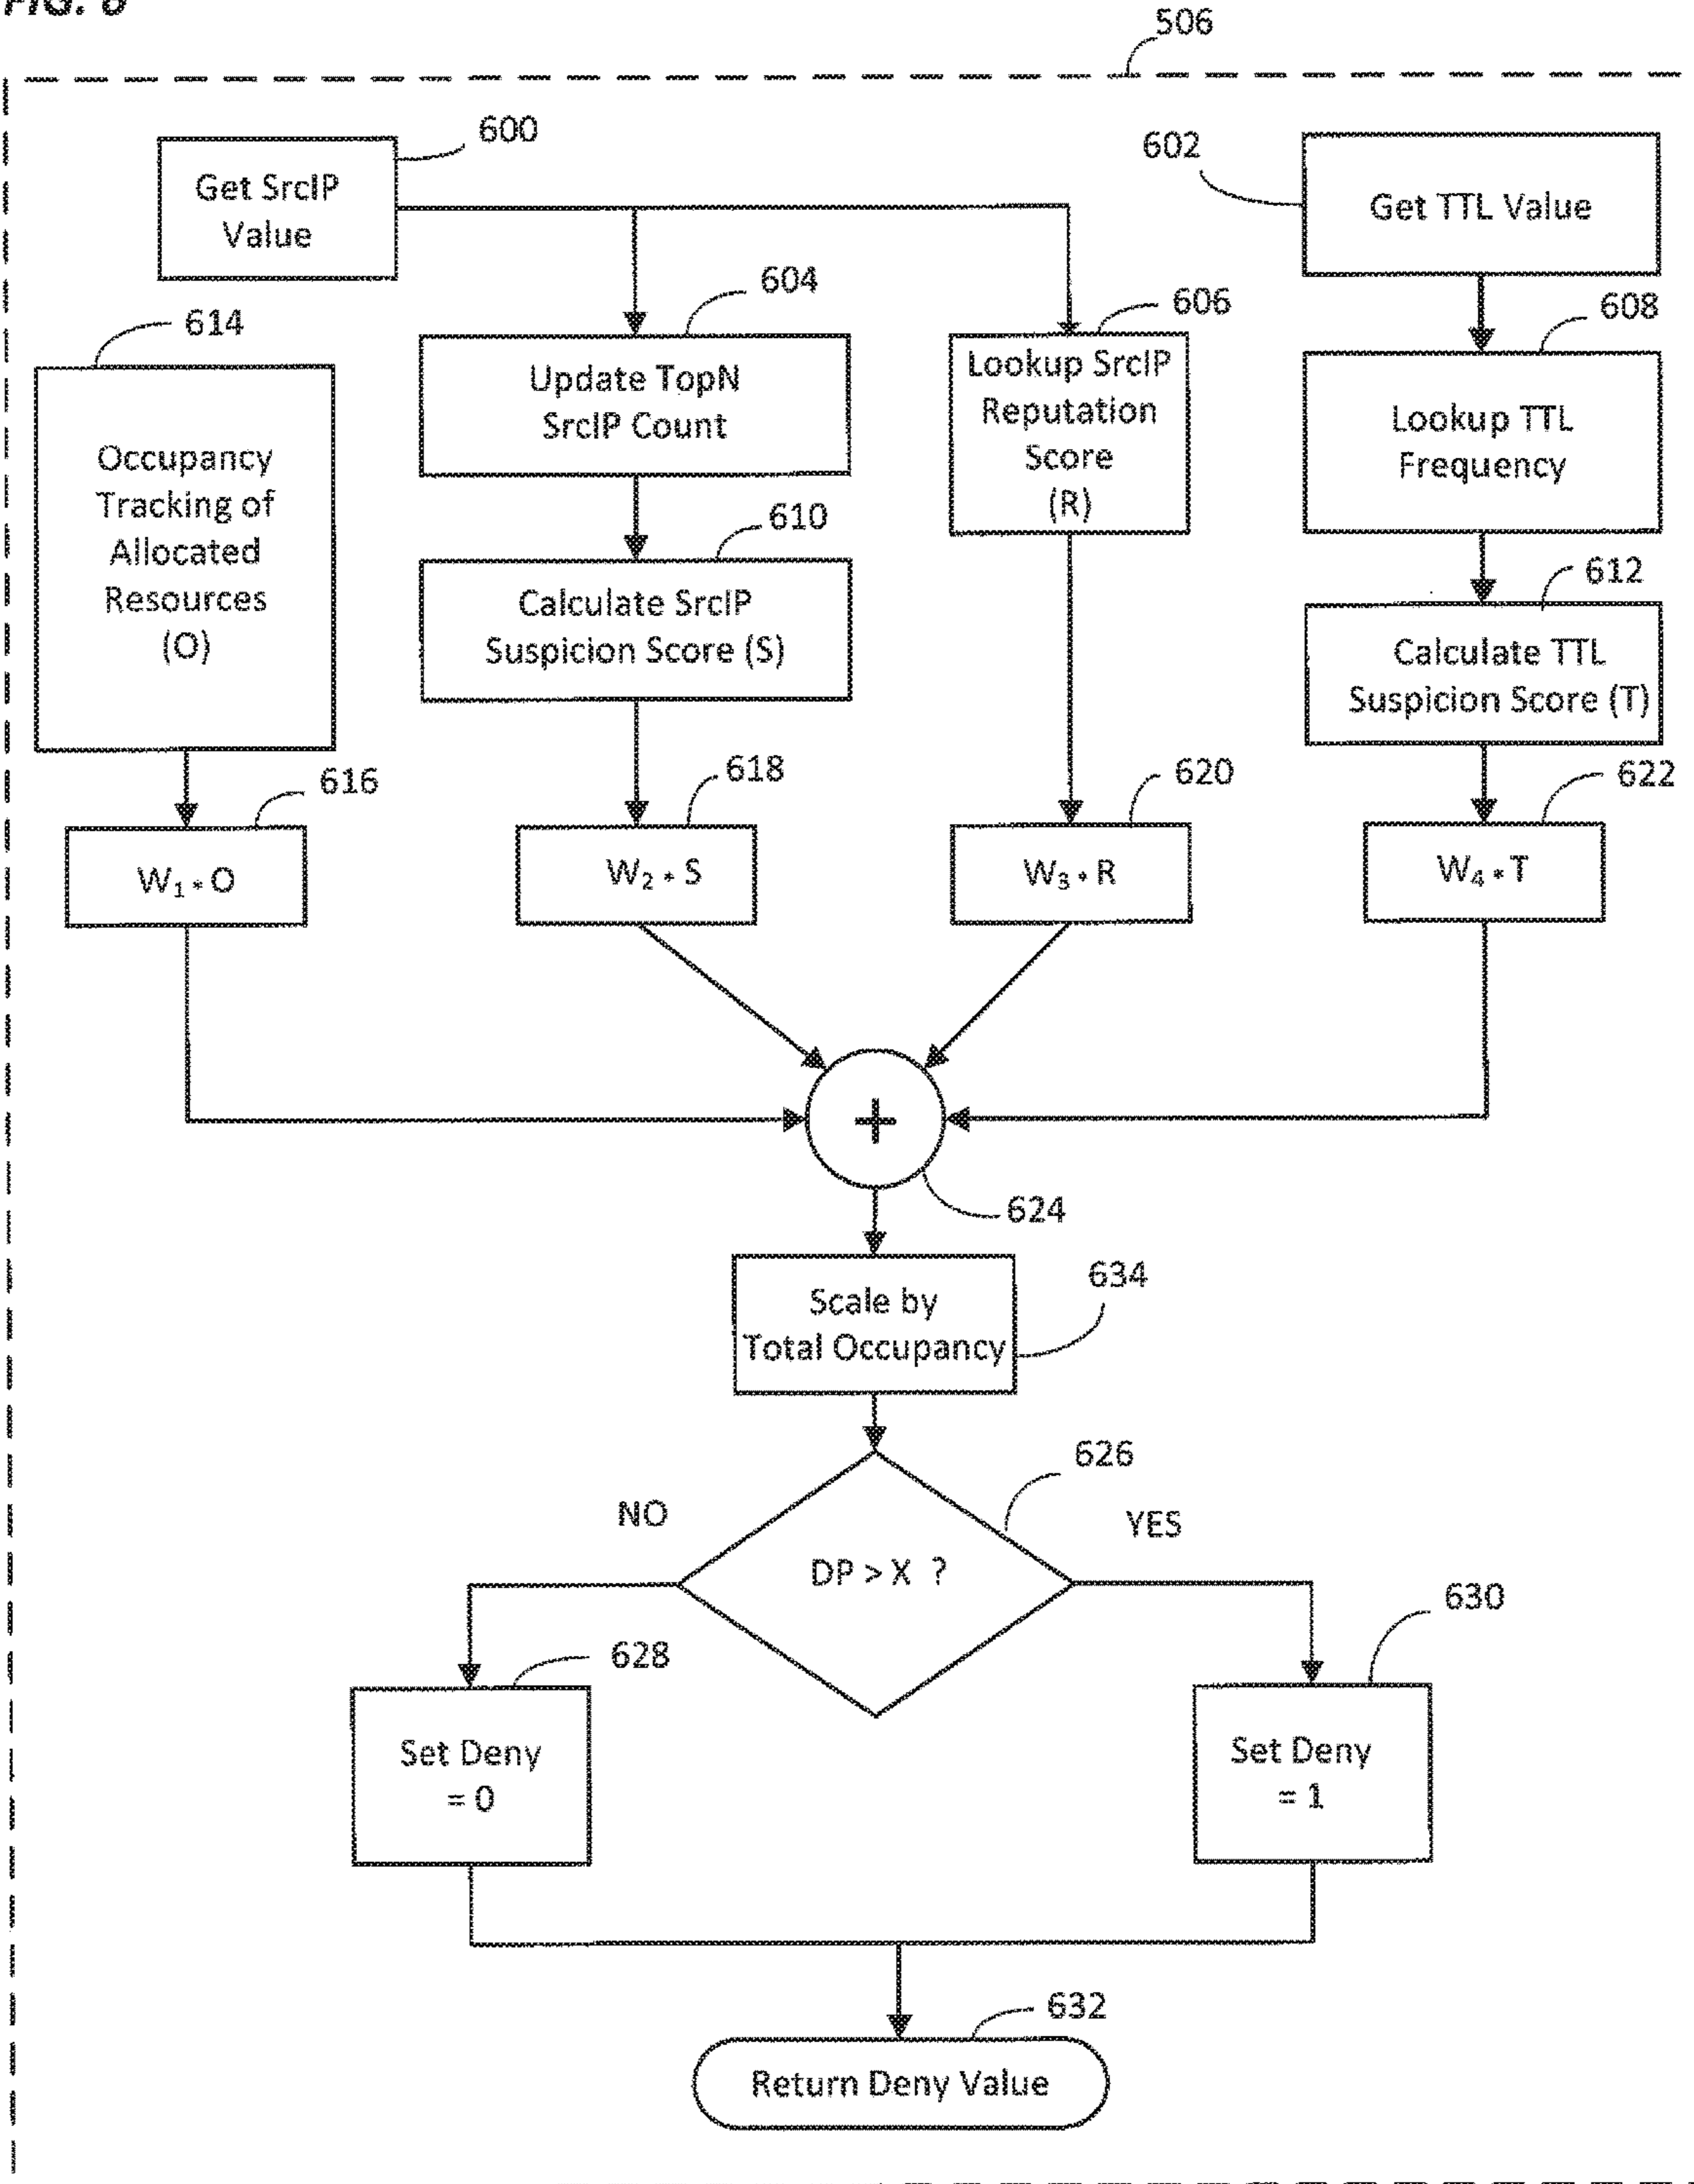 FIG. 6
506
600
Get SrcIP
Value
602
Get TTL Value
604
Update TopN
SrcIP Count
606
Lookup SrcIP
Reputation
Score
(R)
608
Lookup TTL
Frequency
614
Occupancy
Tracking of
Allocated
Resources
(O)
610
Calculate SrcIP
Suspicion Score (S)
612
Calculate TTL
Suspicion Score (T)
616
W₁ * O
618
W₂ * S
620
W₃ * R
622
W₄ * T
+
624
634
Scale by
Total Occupancy
626
NO
DP > X ?
YES
628
Set Deny
= 0
630
Set Deny
= 1
632
Return Deny Value